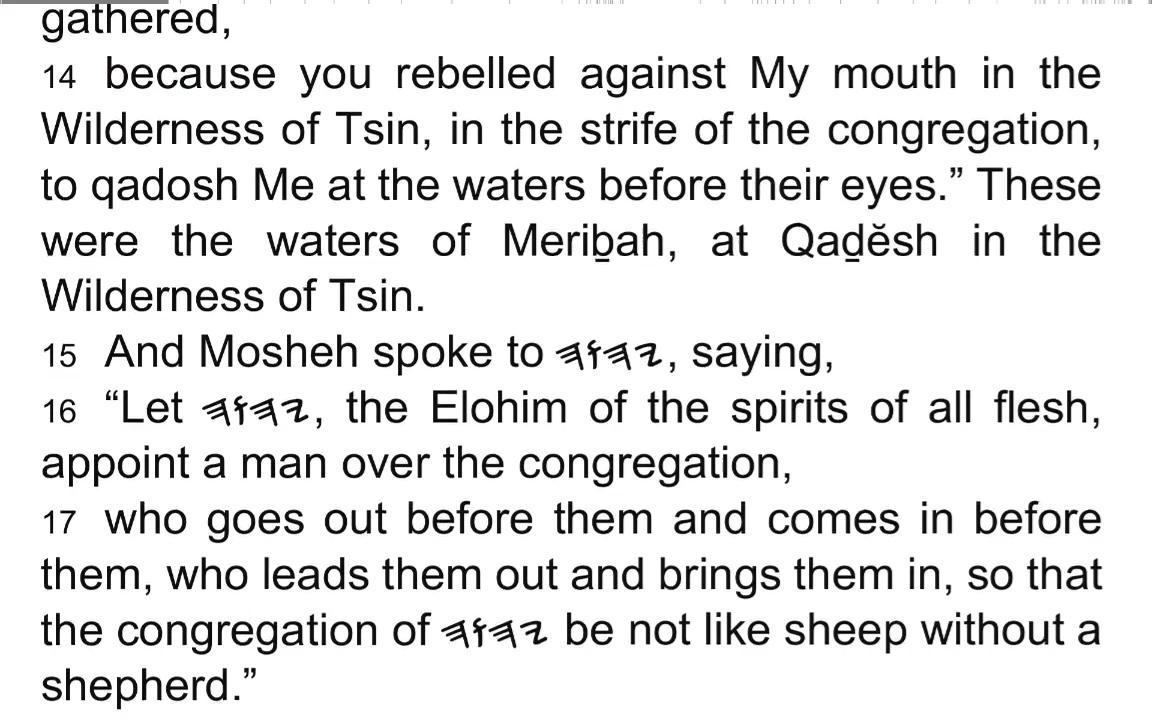 gathered,
14 because you rebelled against My mouth in the
Wilderness of Tsin, in the strife of the congregation,
to qadosh Me at the waters before their eyes.” These
were the waters of Meriḇah, at Qaḏĕsh in the
Wilderness of Tsin.
15 And Mosheh spoke to 𐤉𐤄𐤅𐤄, saying,
16 “Let 𐤉𐤄𐤅𐤄, the Elohim of the spirits of all flesh,
appoint a man over the congregation,
17 who goes out before them and comes in before
them, who leads them out and brings them in, so that
the congregation of 𐤉𐤄𐤅𐤄 be not like sheep without a
shepherd.”